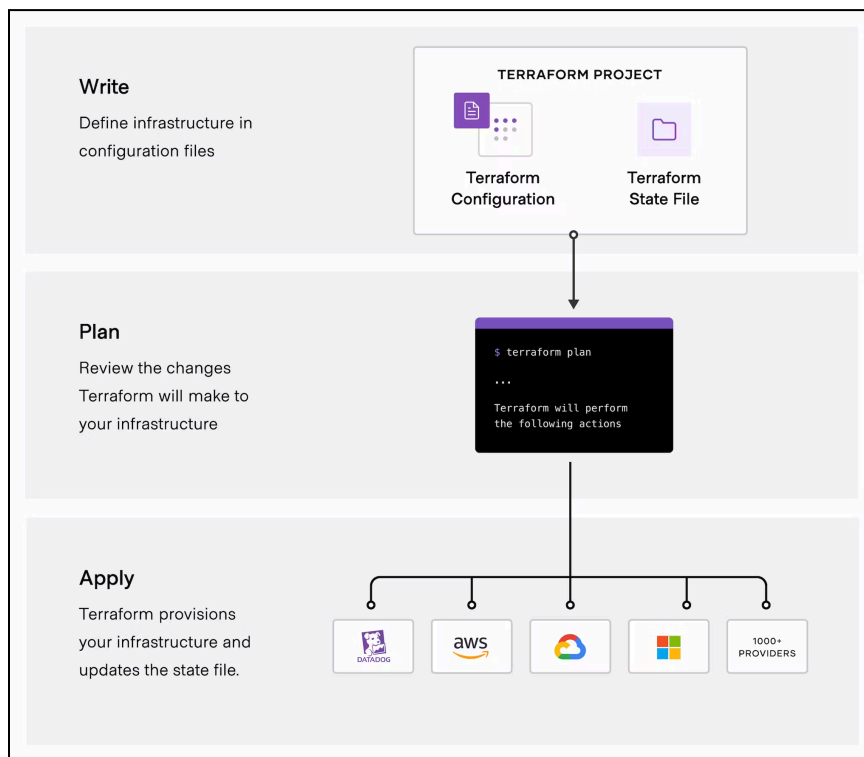 Write
Define infrastructure in
configuration files
TERRAFORM PROJECT
Terraform
Configuration
Terraform
State File
Plan
Review the changes
Terraform will make to
your infrastructure
$ terraform plan
...
Terraform will perform
the following actions
Apply
Terraform provisions
your infrastructure and
updates the state file.
DATADOG
aws
1000+
PROVIDERS